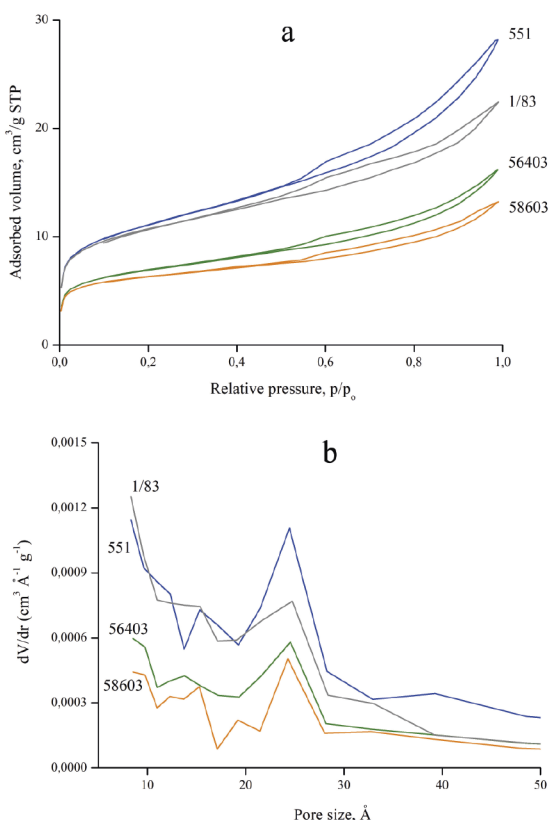 a
30
20
10
0
Adsorbed volume, cm³/g STP
551
1/83
56403
58603
0,0 0,2 0,4 0,6 0,8 1,0
Relative pressure, p/pₒ
b
0,0015
0,0012
0,0009
0,0006
0,0003
0,0000
dV/dr (cm³ Å⁻¹ g⁻¹)
1/83
551
56403
58603
10 20 30 40 50
Pore size, Å